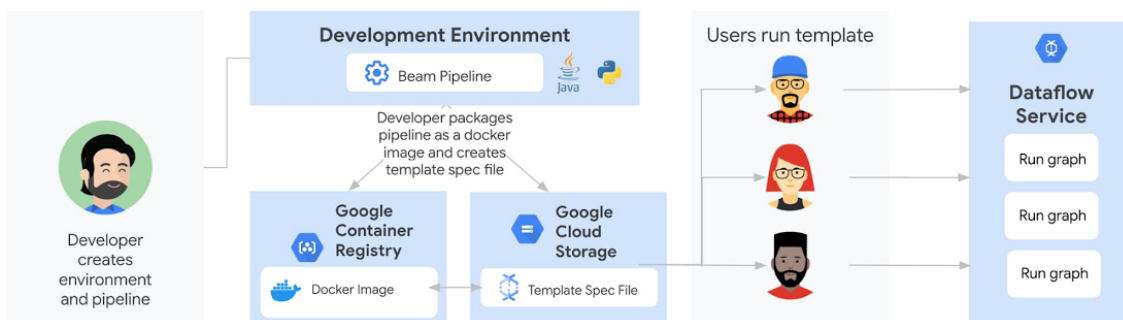 Developer
creates
environment
and pipeline
Development Environment
Beam Pipeline
Java
Developer packages
pipeline as a docker
image and creates
template spec file
Google
Container
Registry
Docker Image
Google
Cloud
Storage
Template Spec File
Users run template
Dataflow
Service
Run graph
Run graph
Run graph